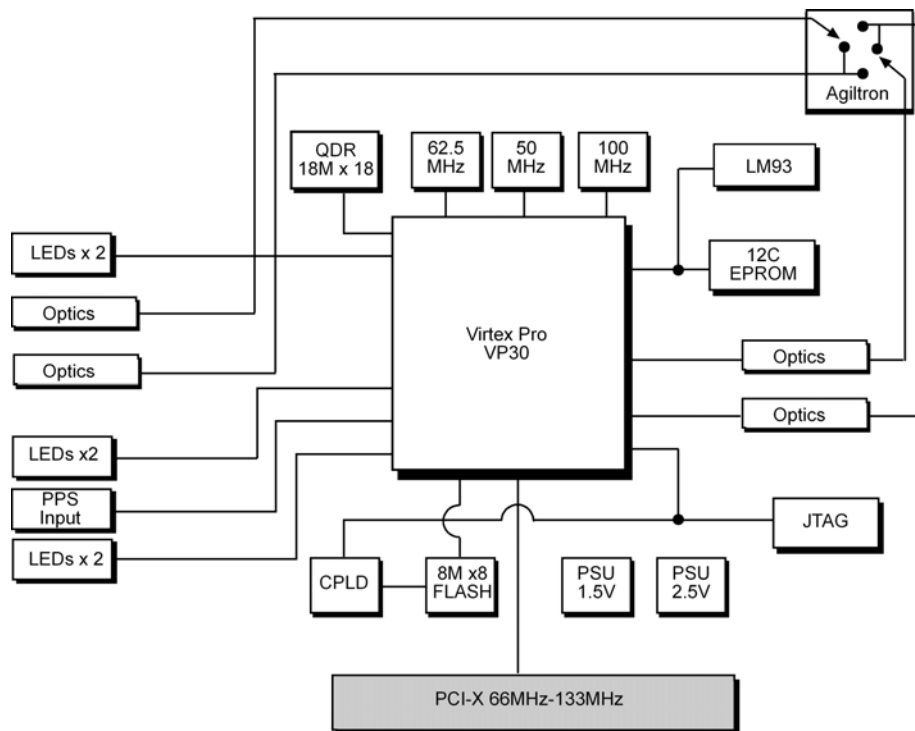 Agiltron
QDR
18M x 18
62.5
MHz
50
MHz
100
MHz
LM93
LEDs x 2
12C
EPROM
Optics
Virtex Pro
VP30
Optics
Optics
Optics
LEDs x2
PPS
Input
JTAG
LEDs x 2
CPLD
8M x8
FLASH
PSU
1.5V
PSU
2.5V
PCI-X 66MHz-133MHz